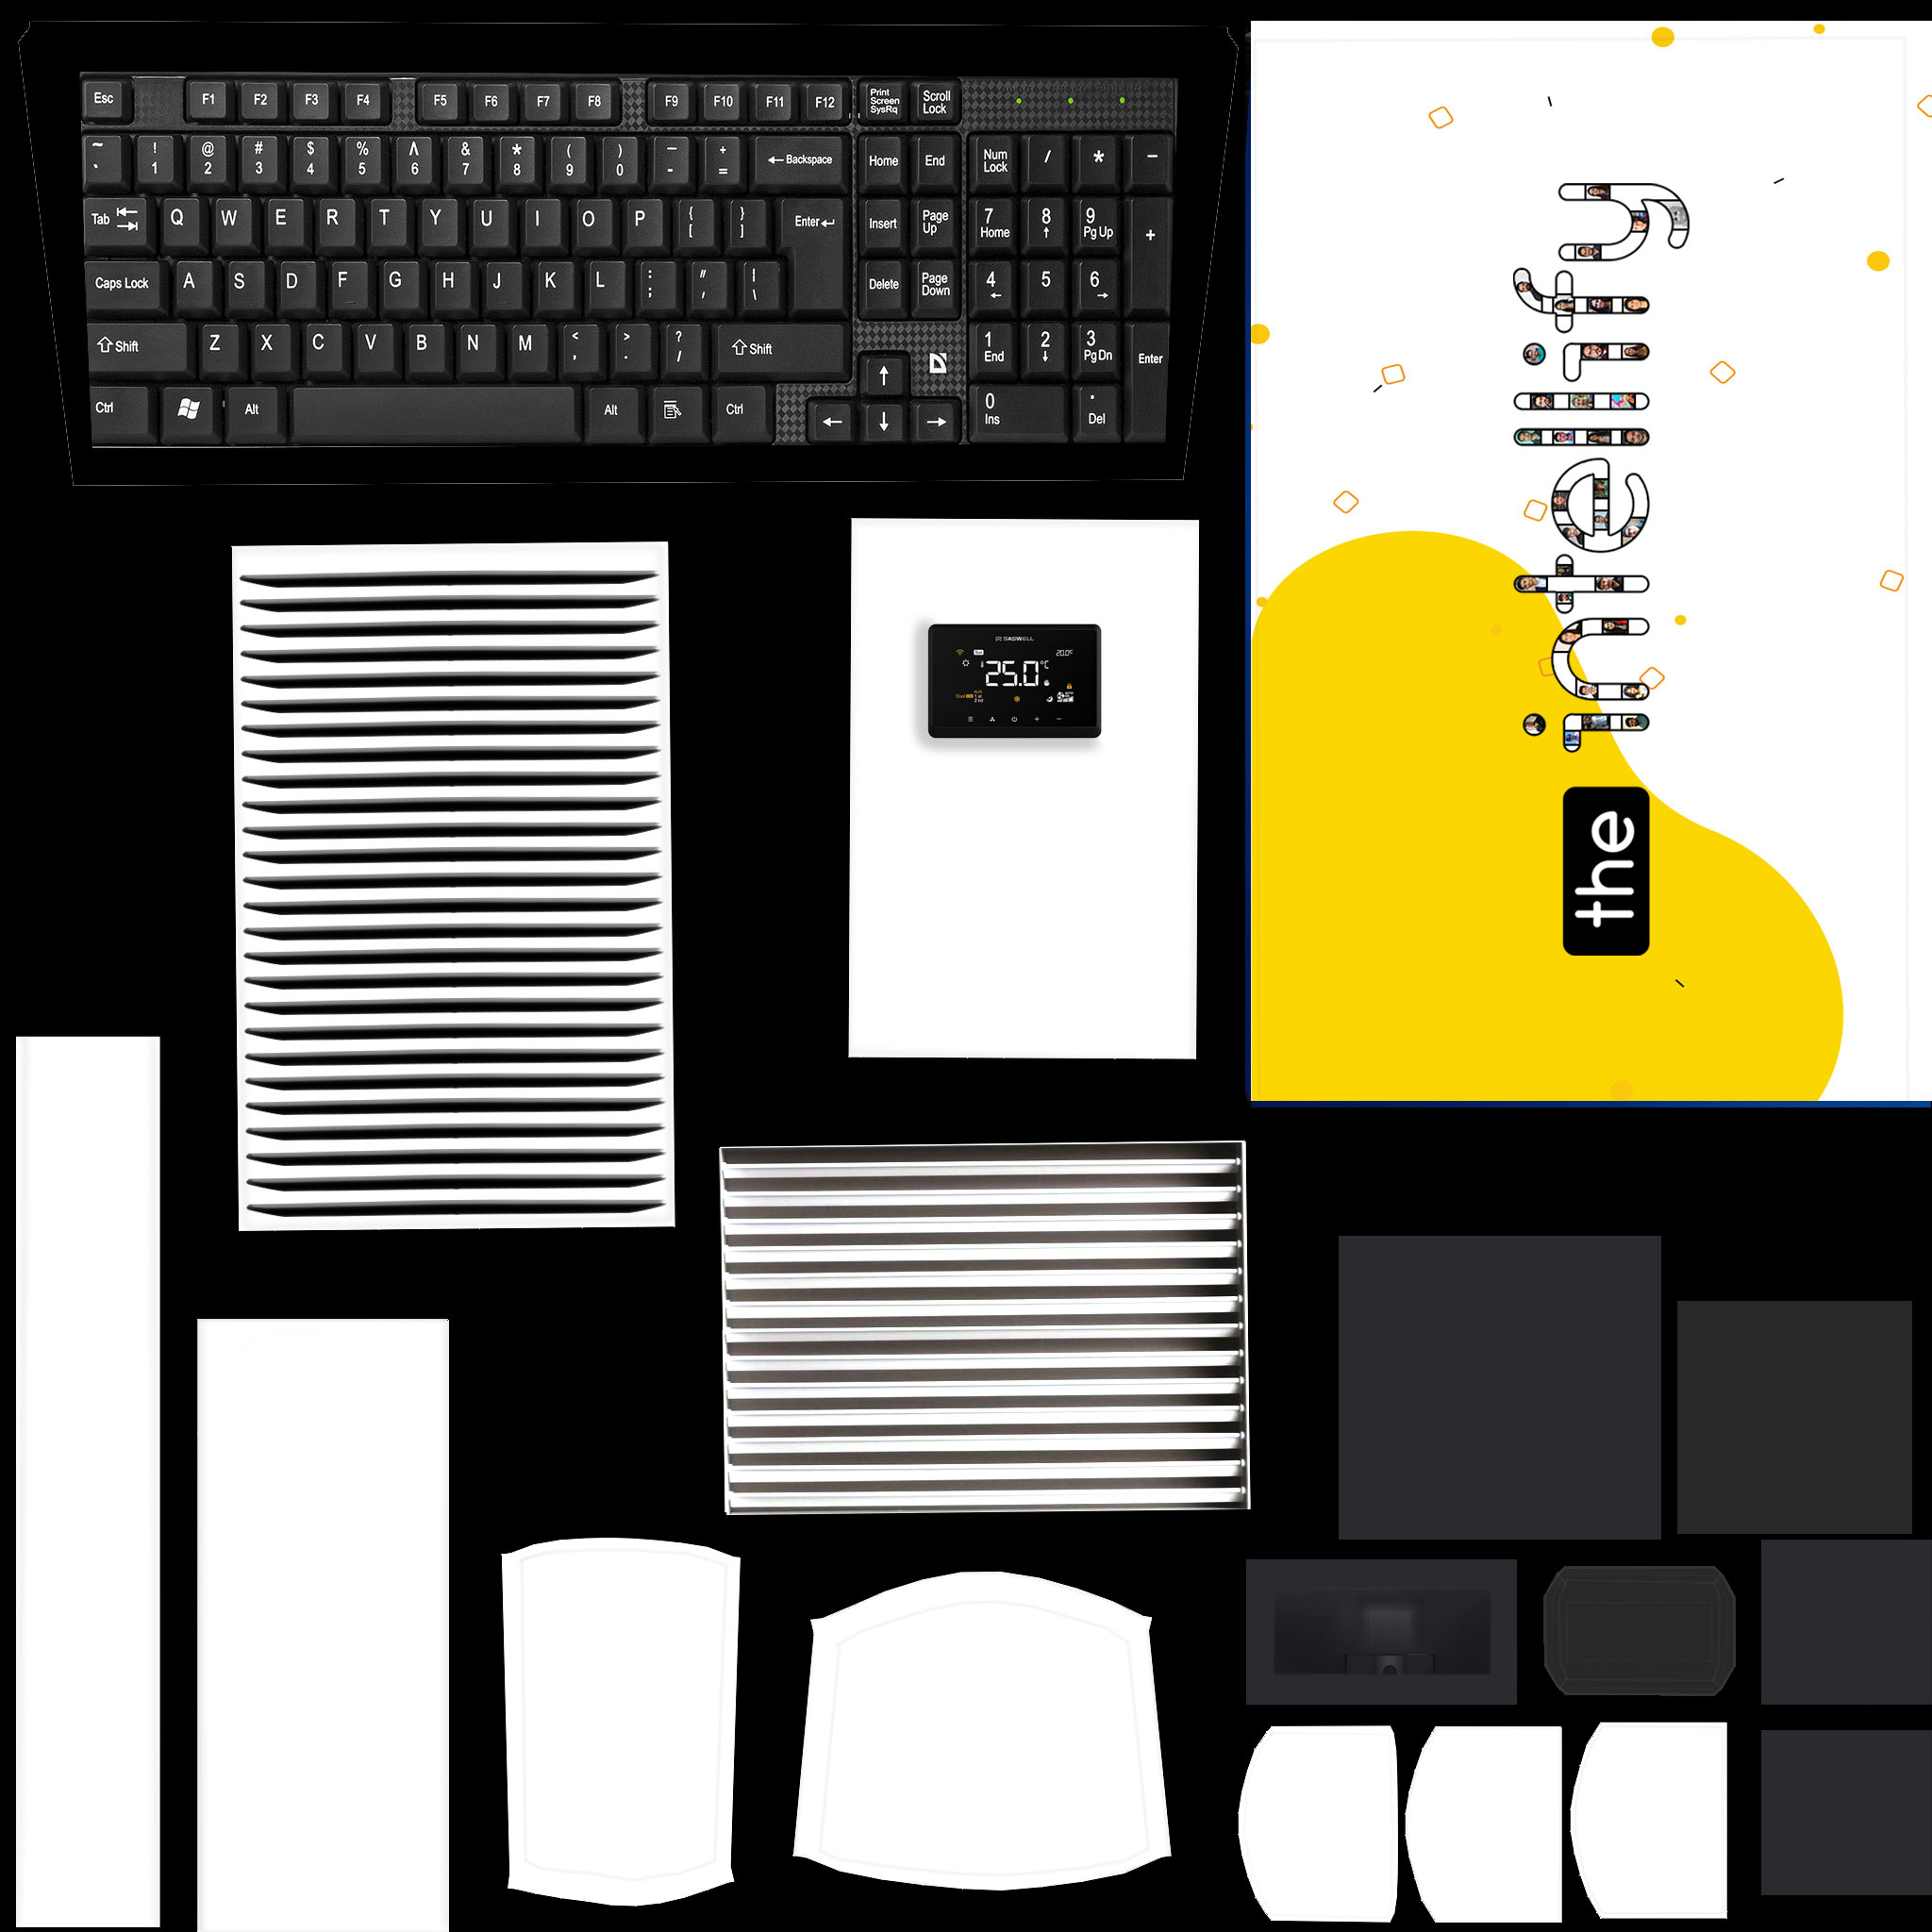 Esc F1 F2 F3 F4 F5 F6 F7 F8 F9 F10 F11 F12 Print Screen SysRq Scroll Lock
~ ! @ # $ % Λ & * ( ) — + ← Backspace Home End Num Lock / * −
` 1 2 3 4 5 6 7 8 9 0 - =
Tab Q W E R T Y U I O P { [ } ] Enter ↵ Insert Page Up 7 Home 8 ↑ 9 Pg Up +
Caps Lock A S D F G H J K L : ; " , | \ Delete Page Down 4 ← 5 6 →
⇧ Shift Z X C V B N M < , > . ? / ⇧ Shift ↑ 1 End 2 ↓ 3 Pg Dn Enter
Ctrl Alt Alt Ctrl ← ↓ → 0 Ins . Del
SASWELL
20.0°
25.0 °C
Cool
the intellify